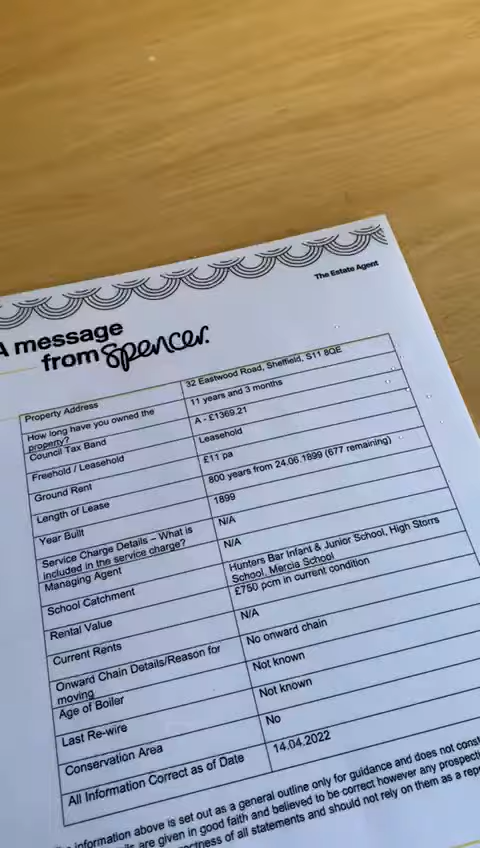 The Estate Agent
A message
from Spencer.
Property Address
32 Eastwood Road, Sheffield, S11 8QE
How long have you owned the
property?
11 years and 3 months
Council Tax Band
A - £1369.21
Freehold / Leasehold
Leasehold
Ground Rent
£11 pa
Length of Lease
800 years from 24.06.1899 (677 remaining)
Year Built
1899
Service Charge Details – What is
included in the service charge?
N/A
Managing Agent
N/A
School Catchment
Hunters Bar Infant & Junior School, High Storrs
School, Mercia School
Rental Value
£750 pcm in current condition
Current Rents
N/A
Onward Chain Details/Reason for
moving
No onward chain
Age of Boiler
Not known
Last Re-wire
Not known
Conservation Area
No
All Information Correct as of Date
14.04.2022
information above is set out as a general outline only for guidance and does not const
are given in good faith and believed to be correct however any prospecti
of all statements and should not rely on them as a rep